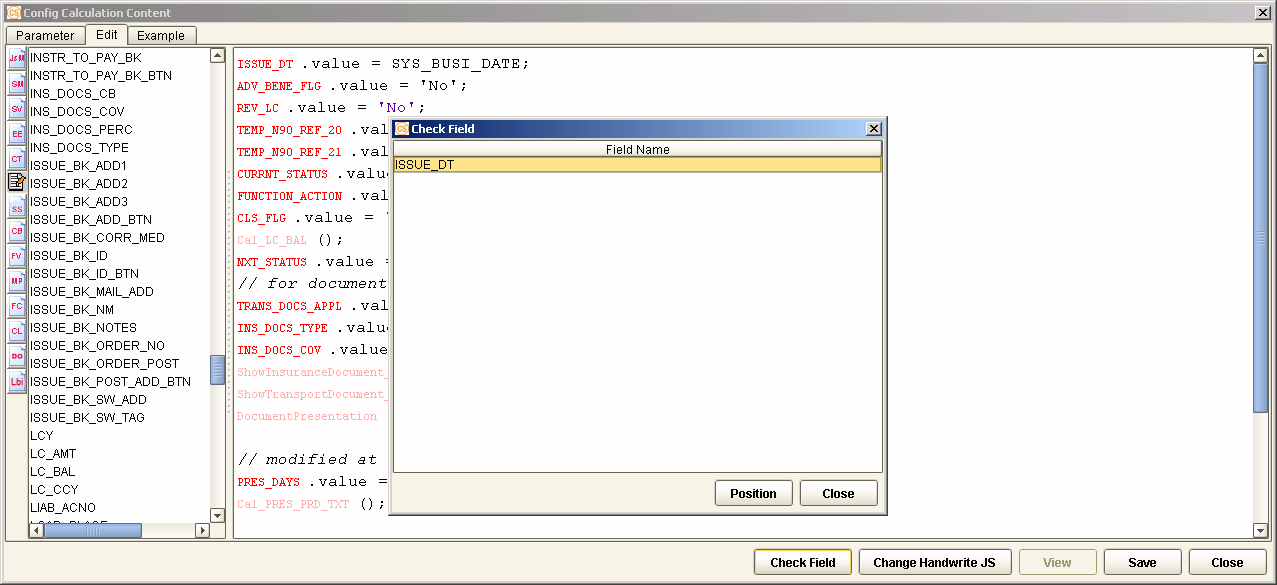 Config Calculation Content
Parameter Edit Example
JsM
SM
SV
EE
CT
SS
CB
FV
MP
FC
CL
DO
Lbi
INSTR_TO_PAY_BK
INSTR_TO_PAY_BK_BTN
INS_DOCS_CB
INS_DOCS_COV
INS_DOCS_PERC
INS_DOCS_TYPE
ISSUE_BK_ADD1
ISSUE_BK_ADD2
ISSUE_BK_ADD3
ISSUE_BK_ADD_BTN
ISSUE_BK_CORR_MED
ISSUE_BK_ID
ISSUE_BK_ID_BTN
ISSUE_BK_MAIL_ADD
ISSUE_BK_NM
ISSUE_BK_NOTES
ISSUE_BK_ORDER_NO
ISSUE_BK_ORDER_POST
ISSUE_BK_POST_ADD_BTN
ISSUE_BK_SW_ADD
ISSUE_BK_SW_TAG
LCY
LC_AMT
LC_BAL
LC_CCY
LIAB_ACNO
ISSUE_DT .value = SYS_BUSI_DATE;
ADV_BENE_FLG .value = 'No';
REV_LC .value = 'No';
TEMP_N90_REF_20 .val
TEMP_N90_REF_21 .val
CURRNT_STATUS .valu
FUNCTION_ACTION .val
CLS_FLG .value = '
Cal_LC_BAL ();
NXT_STATUS .value =
// for document
TRANS_DOCS_APPL .val
INS_DOCS_TYPE .valu
INS_DOCS_COV .value
ShowInsuranceDocument_
ShowTransportDocument_
DocumentPresentation
// modified at
PRES_DAYS .value =
Cal_PRES_PRD_TXT ();
CS Check Field
Field Name
ISSUE_DT
Position Close
Check Field Change Handwrite JS View Save Close